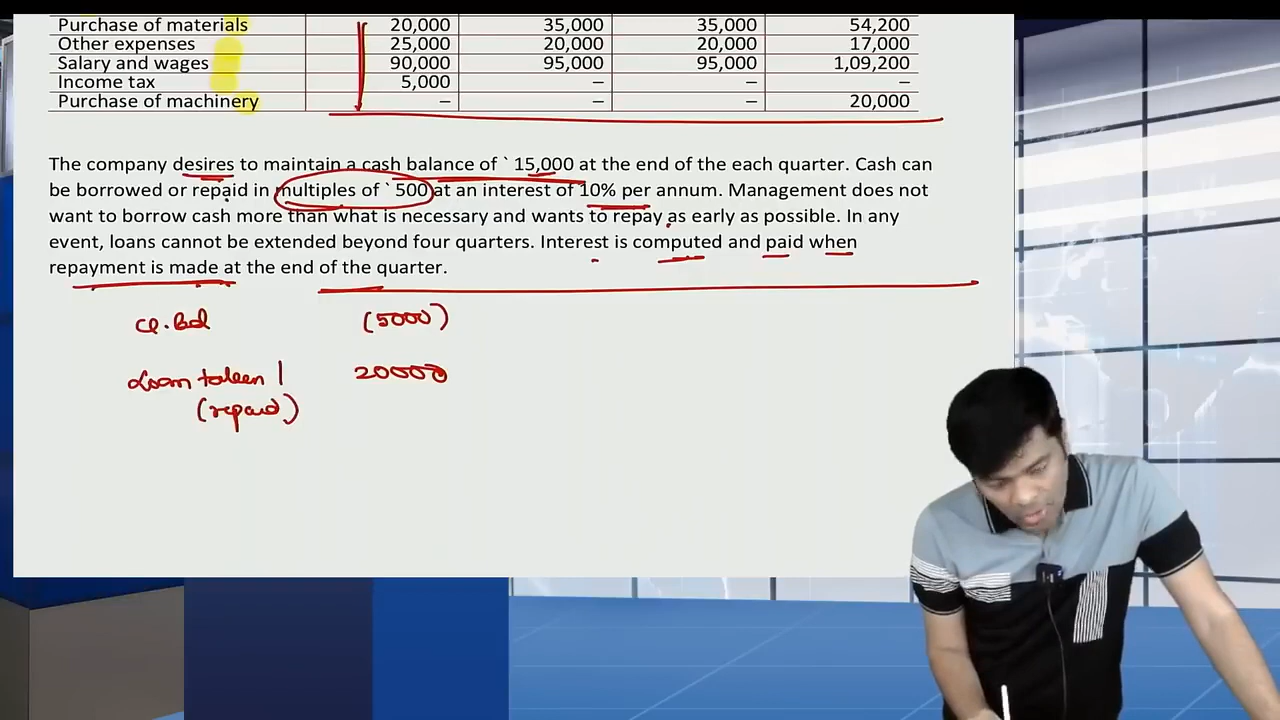 Purchase of materials 20,000 35,000 35,000 54,200
Other expenses 25,000 20,000 20,000 17,000
Salary and wages 90,000 95,000 95,000 1,09,200
Income tax 5,000 – – –
Purchase of machinery – – – 20,000
The company desires to maintain a cash balance of ` 15,000 at the end of the each quarter. Cash can
be borrowed or repaid in multiples of ` 500 at an interest of 10% per annum. Management does not
want to borrow cash more than what is necessary and wants to repay as early as possible. In any
event, loans cannot be extended beyond four quarters. Interest is computed and paid when
repayment is made at the end of the quarter.
Cl. Bal (5000)
Loan taken / 20000
(repaid)